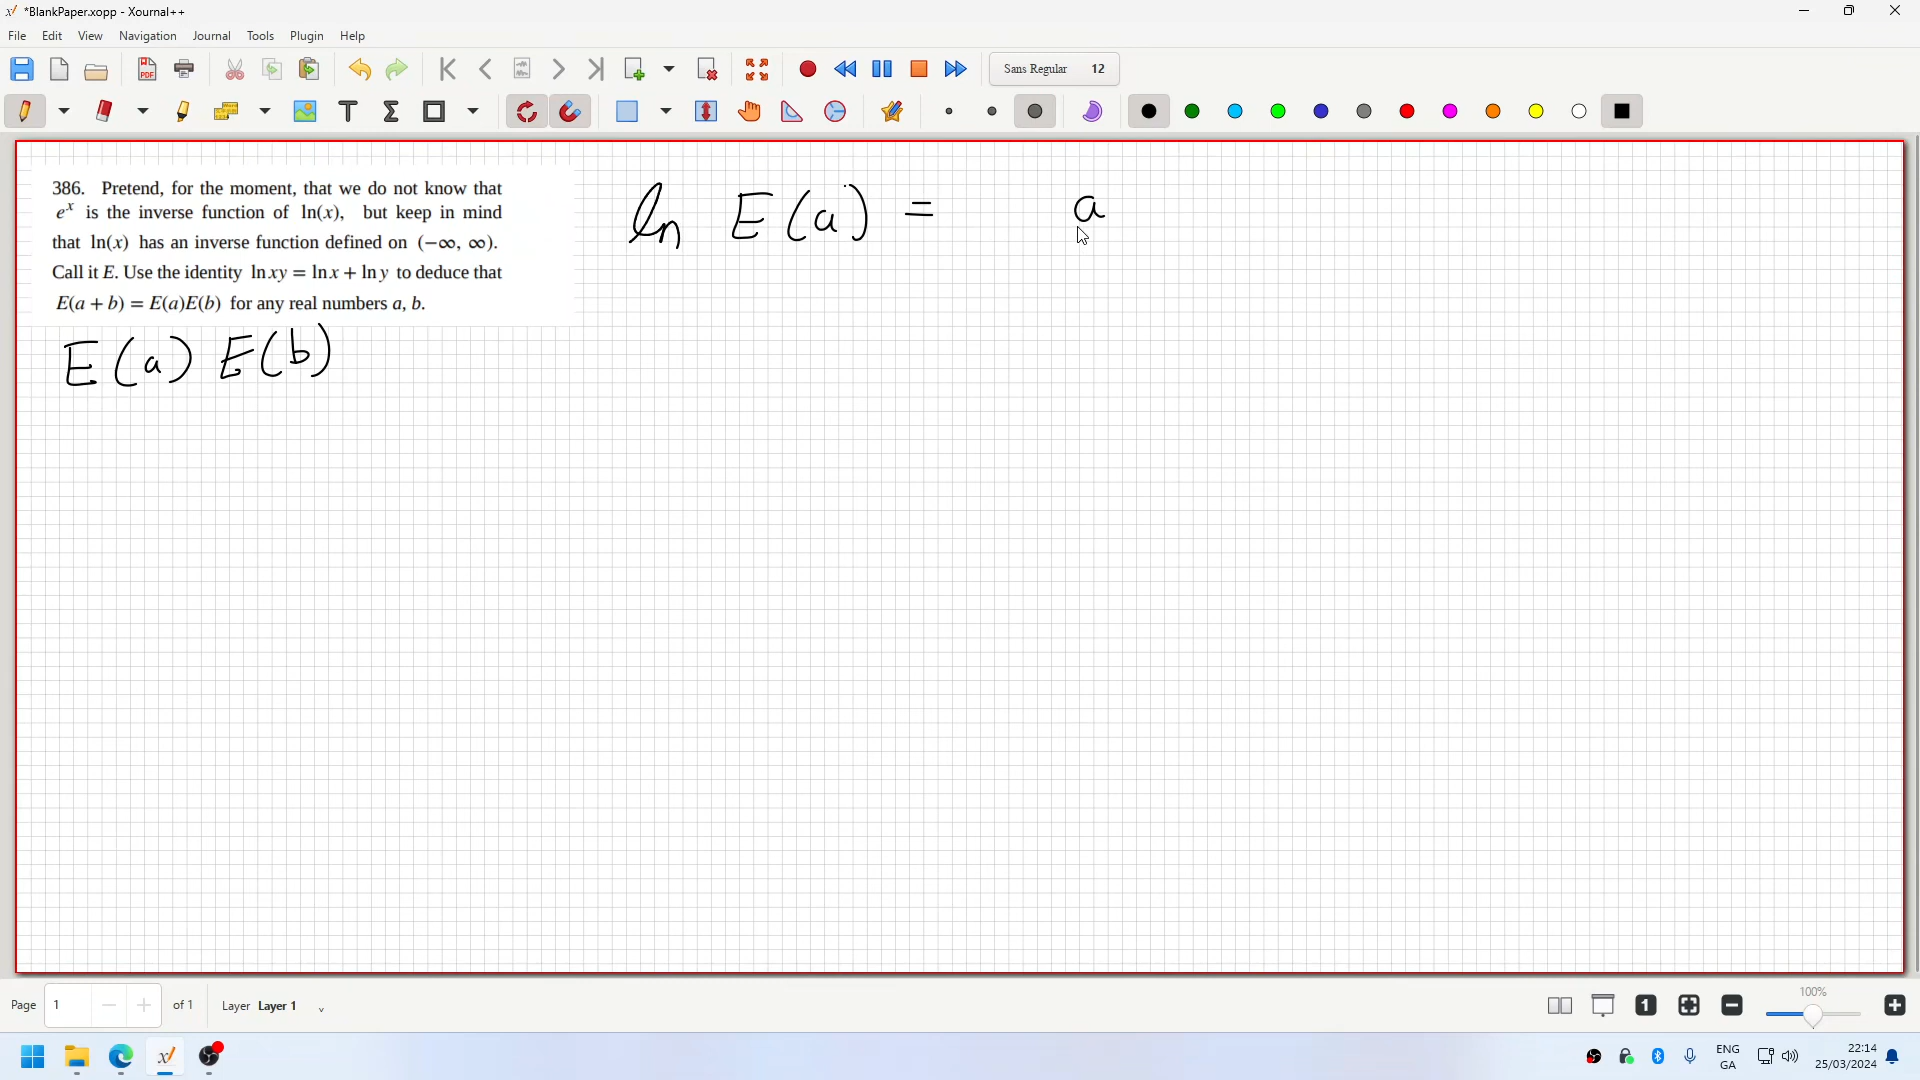 *BlankPaper.xopp - Xournal++
File Edit View Navigation Journal Tools Plugin Help
PDF
Sans Regular 12
T Σ
386. Pretend, for the moment, that we do not know that
e^x is the inverse function of ln(x), but keep in mind
that ln(x) has an inverse function defined on (−∞, ∞).
Call it E. Use the identity ln xy = ln x + ln y to deduce that
E(a + b) = E(a)E(b) for any real numbers a, b.
ln E(a) = a
E(a) E(b)
Page 1 of 1 Layer Layer 1
1 100%
ENG
GA
22:14
25/03/2024